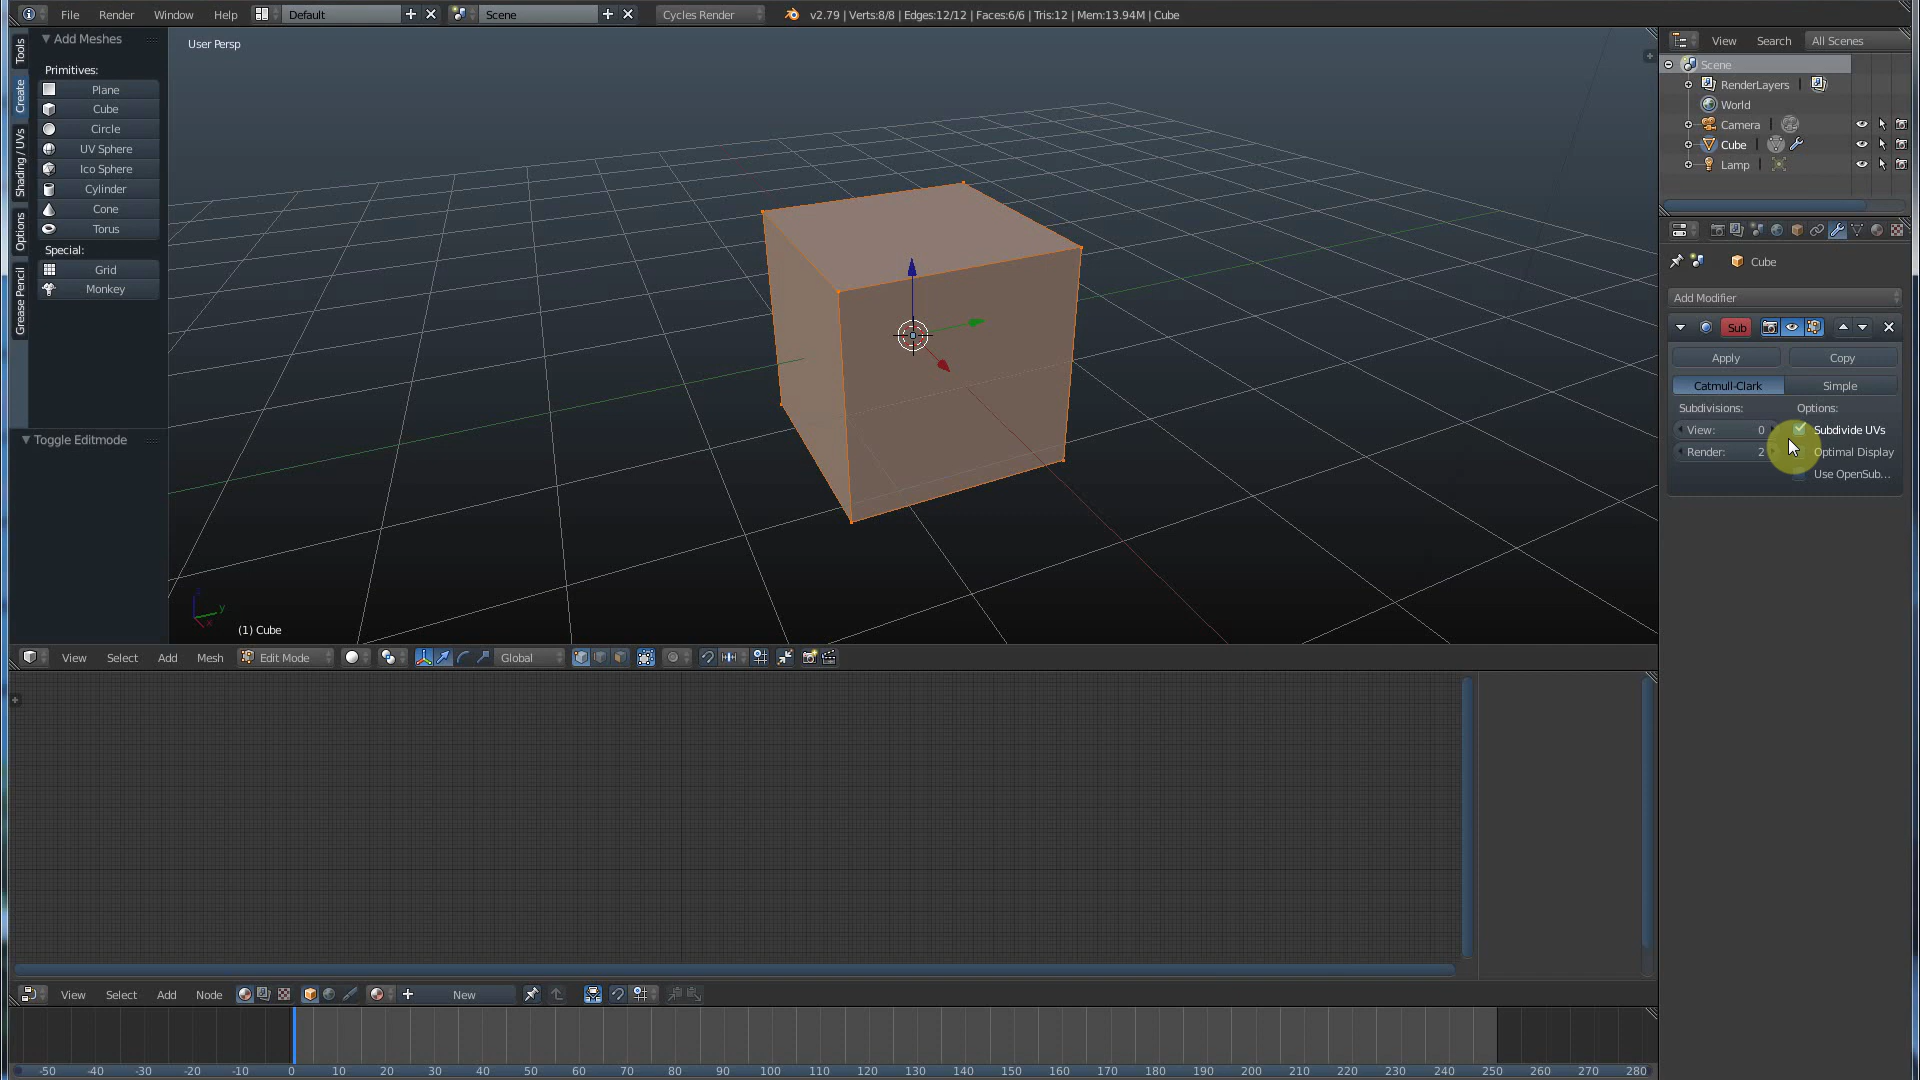 File Render Window Help Default Scene Cycles Render v2.79 | Verts:8/8 | Edges:12/12 | Faces:6/6 | Tris:12 | Mem:13.94M | Cube
Tools
Create
Shading / UVs
Options
Grease Pencil
Add Meshes
Primitives:
Plane
Cube
Circle
UV Sphere
Ico Sphere
Cylinder
Cone
Torus
Special:
Grid
Monkey
Toggle Editmode
User Persp
y
x
(1) Cube
View Select Add Mesh Edit Mode Global
View Select Add Node New
-50 -40 -30 -20 -10 0 10 20 30 40 50 60 70 80 90 100 110 120 130 140 150 160 170 180 190 200 210 220 230 240 250 260 270 280
View Search All Scenes
Scene
RenderLayers
World
Camera
Cube
Lamp
Cube
Add Modifier
Sub
Apply Copy
Catmull-Clark Simple
Subdivisions: Options:
View: 0 Subdivide UVs
Render: 2 Optimal Display
Use OpenSub...